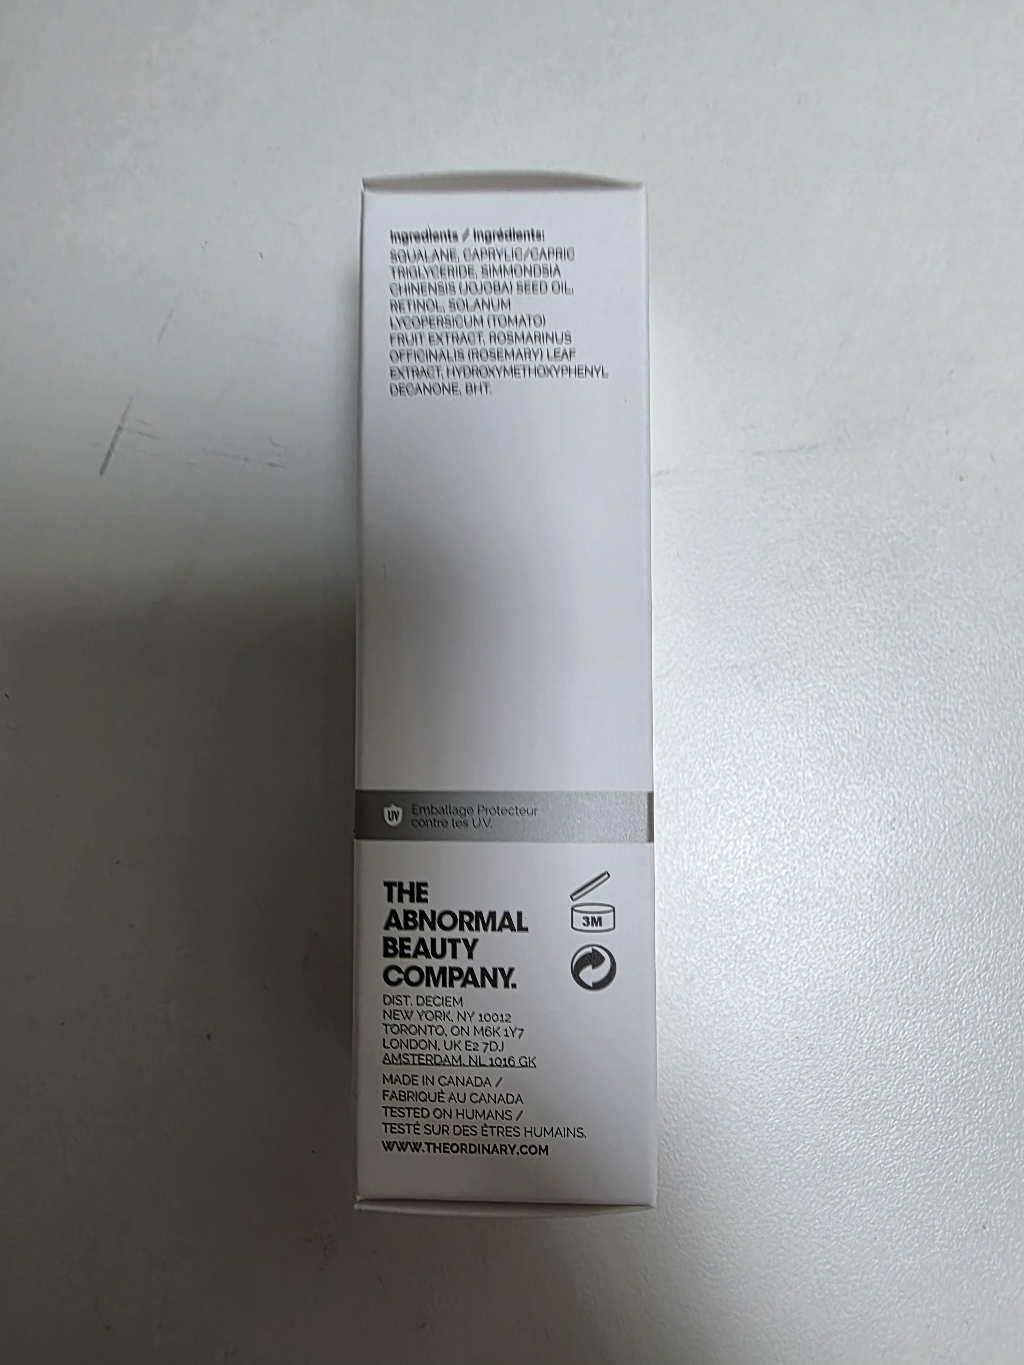 Ingredients / Ingrédients:
SQUALANE, CAPRYLIC/CAPRIC
TRIGLYCERIDE, SIMMONDSIA
CHINENSIS (JOJOBA) SEED OIL,
RETINOL, SOLANUM
LYCOPERSICUM (TOMATO)
FRUIT EXTRACT, ROSMARINUS
OFFICINALIS (ROSEMARY) LEAF
EXTRACT, HYDROXYMETHOXYPHENYL
DECANONE, BHT.
UV
Emballage Protecteur
contre les U.V.
THE
ABNORMAL
BEAUTY
COMPANY.
3M
DIST. DECIEM
NEW YORK, NY 10012
TORONTO, ON M6K 1Y7
LONDON, UK E2 7DJ
AMSTERDAM, NL 1016 GK
MADE IN CANADA /
FABRIQUÉ AU CANADA
TESTED ON HUMANS /
TESTÉ SUR DES ÊTRES HUMAINS.
WWW.THEORDINARY.COM